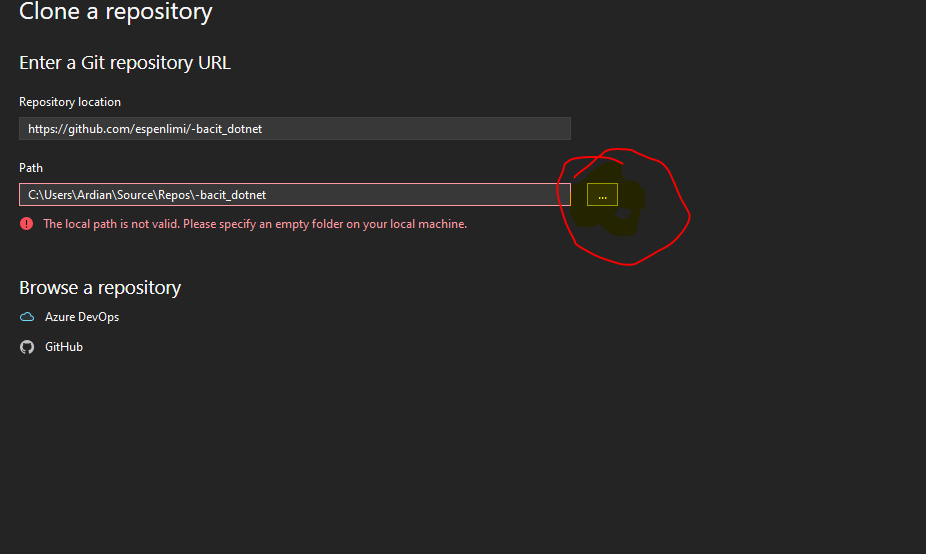 Clone a repository
Enter a Git repository URL
Repository location
https://github.com/espenlimi/-bacit_dotnet
Path
C:\Users\Ardian\Source\Repos\-bacit_dotnet
...
The local path is not valid. Please specify an empty folder on your local machine.
Browse a repository
Azure DevOps
GitHub